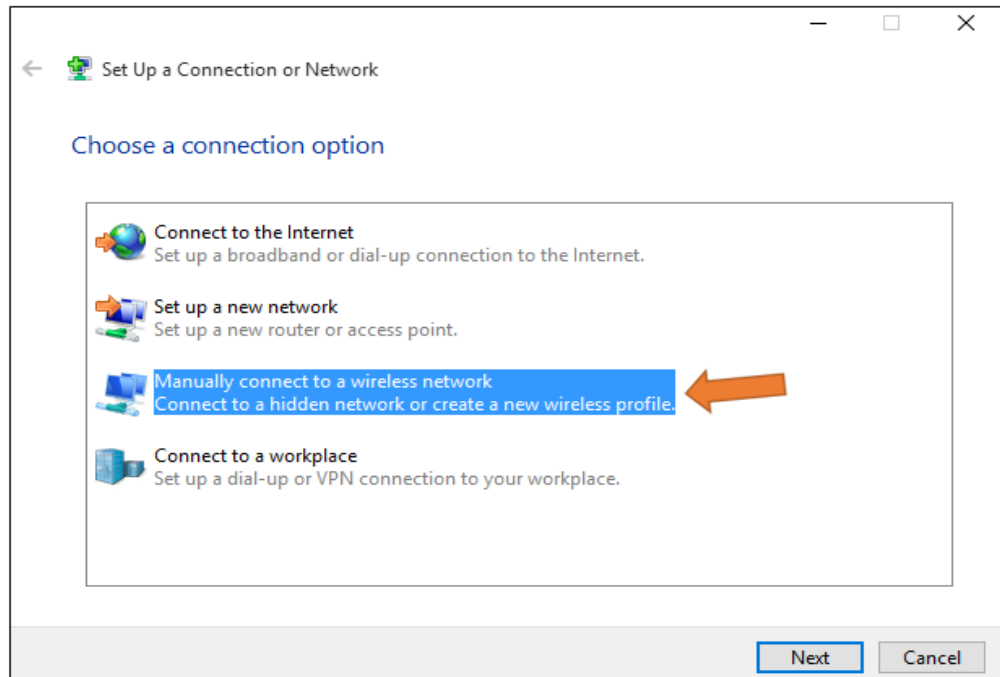 Set Up a Connection or Network
Choose a connection option
Connect to the Internet
Set up a broadband or dial-up connection to the Internet.
Set up a new network
Set up a new router or access point.
Manually connect to a wireless network
Connect to a hidden network or create a new wireless profile.
Connect to a workplace
Set up a dial-up or VPN connection to your workplace.
Next
Cancel